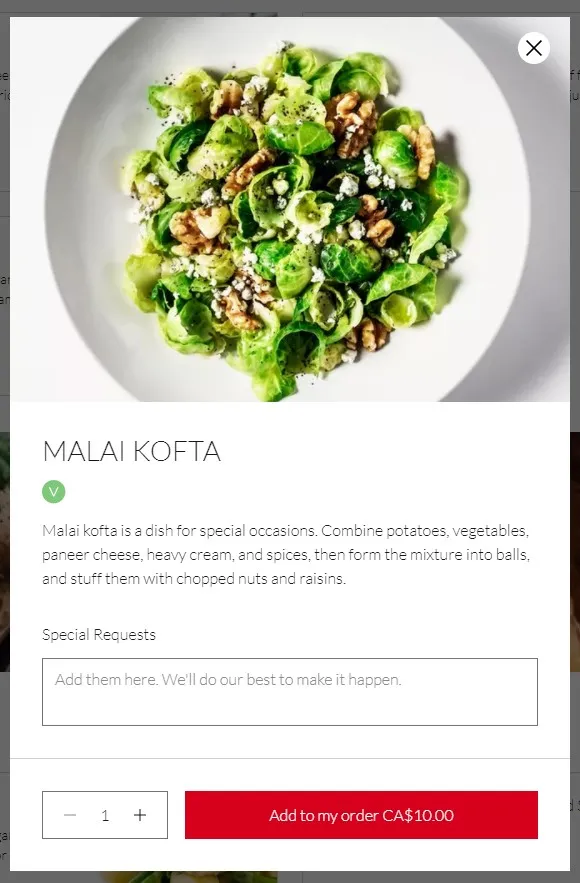 MALAI KOFTA
V
Malai kofta is a dish for special occasions. Combine potatoes, vegetables,
paneer cheese, heavy cream, and spices, then form the mixture into balls,
and stuff them with chopped nuts and raisins.
Special Requests
Add them here. We'll do our best to make it happen.
1
Add to my order CA$10.00